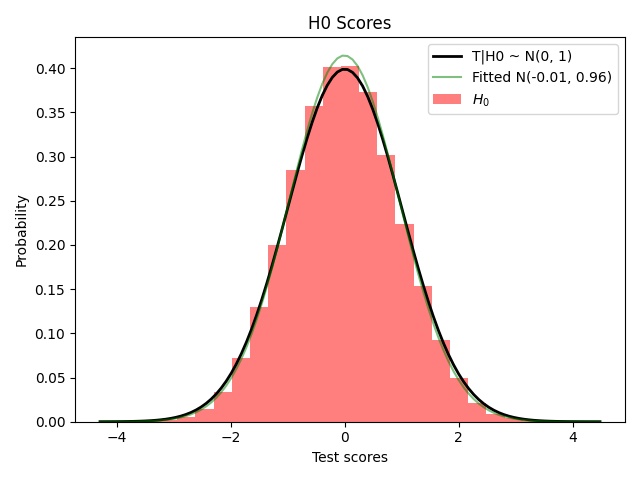 H0 Scores
T|H0 ~ N(0, 1)
Fitted N(-0.01, 0.96)
H₀
0.40
0.35
0.30
0.25
0.20
0.15
0.10
0.05
0.00
Probability
−4
−2
0
2
4
Test scores